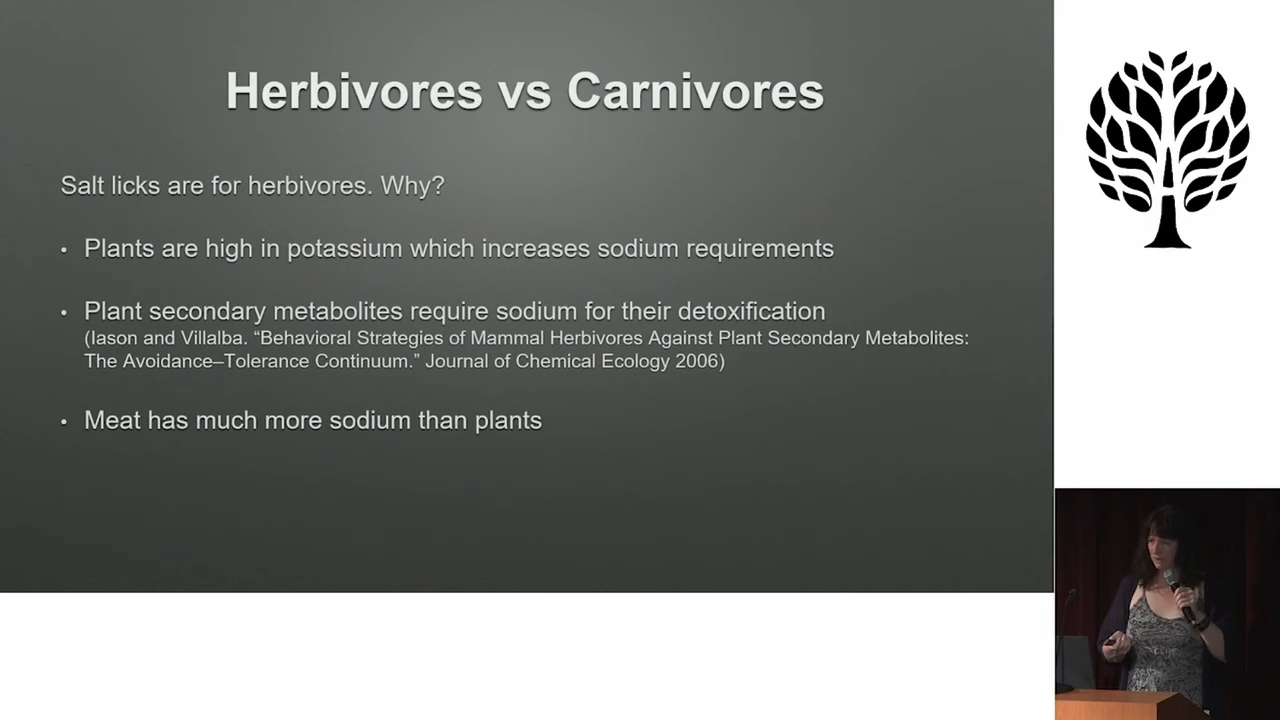 Herbivores vs Carnivores
Salt licks are for herbivores. Why?
• Plants are high in potassium which increases sodium requirements
• Plant secondary metabolites require sodium for their detoxification
(Iason and Villalba. “Behavioral Strategies of Mammal Herbivores Against Plant Secondary Metabolites:
The Avoidance–Tolerance Continuum.” Journal of Chemical Ecology 2006)
• Meat has much more sodium than plants